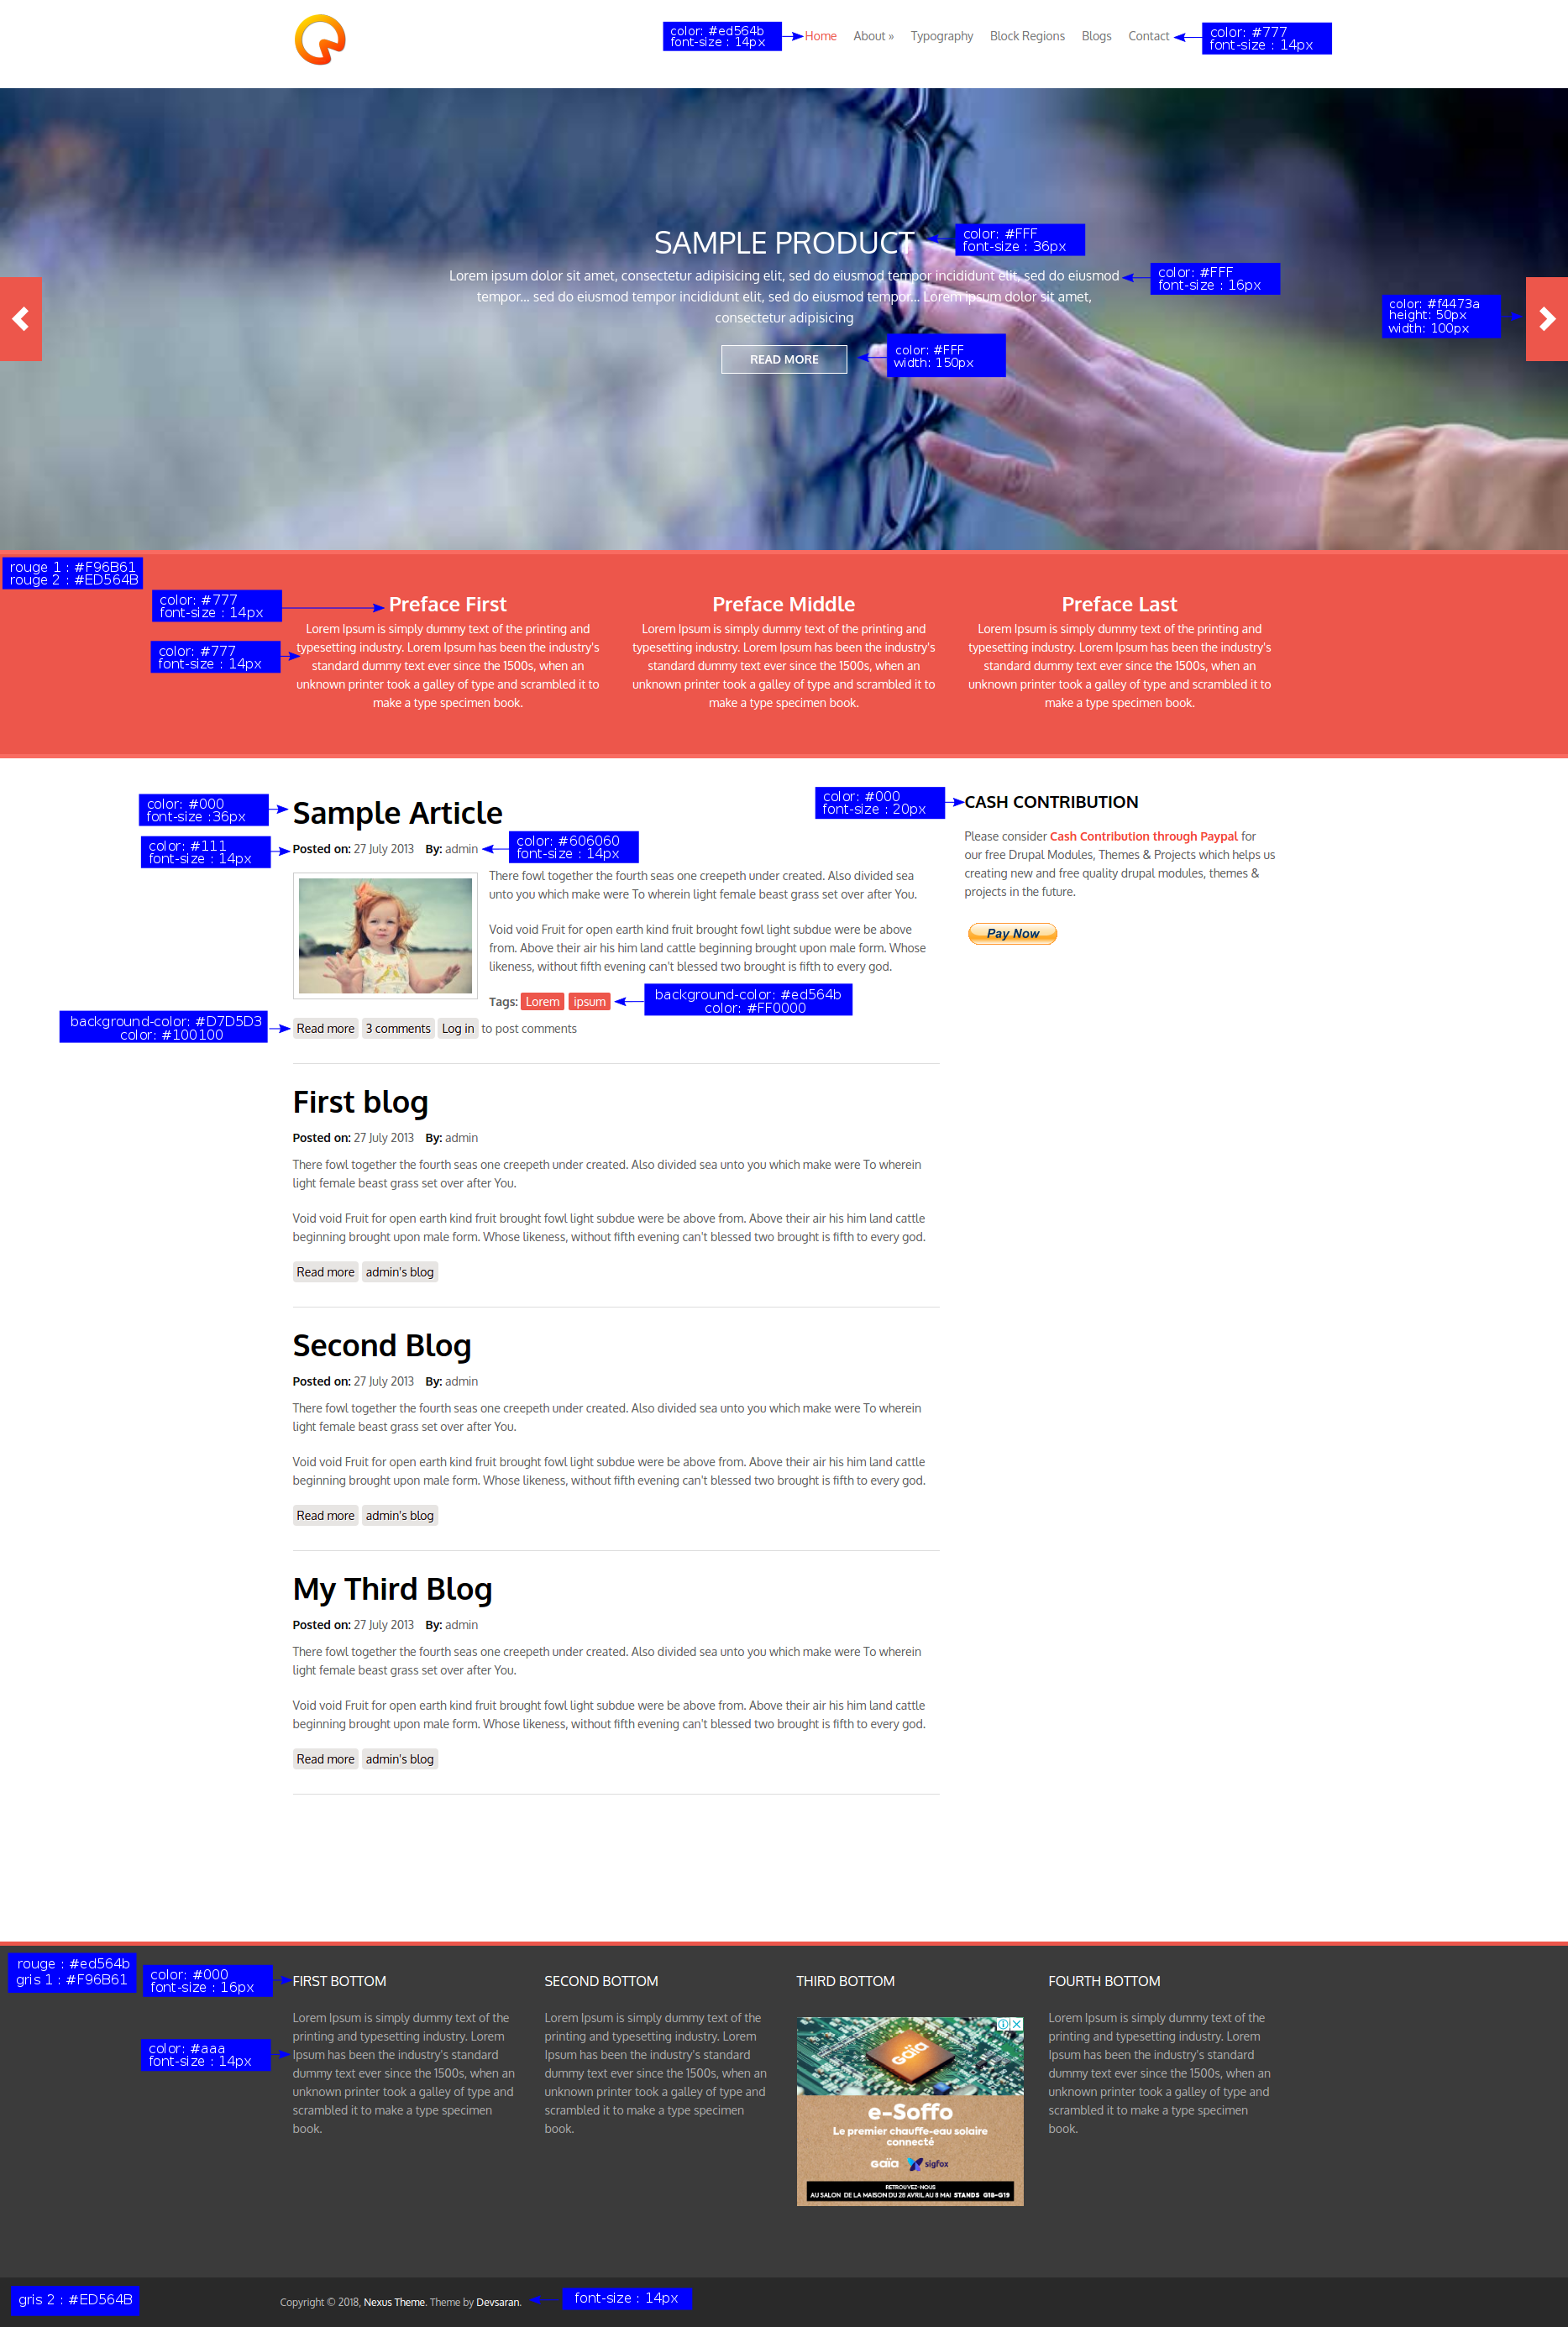 color: #ed564b
font-size : 14px
Home About » Typography Block Regions Blogs Contact
color: #777
font-size : 14px
SAMPLE PRODUCT
color: #FFF
font-size : 36px
Lorem ipsum dolor sit amet, consectetur adipisicing elit, sed do eiusmod tempor incididunt elit, sed do eiusmod
tempor... sed do eiusmod tempor incididunt elit, sed do eiusmod tempor... Lorem ipsum dolor sit amet,
consectetur adipisicing
color: #FFF
font-size : 16px
color: #f4473a
height: 50px
width: 100px
READ MORE
color: #FFF
width: 150px
rouge 1 : #F96B61
rouge 2 : #ED564B
color: #777
font-size : 14px
color: #777
font-size : 14px
Preface First
Lorem Ipsum is simply dummy text of the printing and
typesetting industry. Lorem Ipsum has been the industry's
standard dummy text ever since the 1500s, when an
unknown printer took a galley of type and scrambled it to
make a type specimen book.
Preface Middle
Lorem Ipsum is simply dummy text of the printing and
typesetting industry. Lorem Ipsum has been the industry's
standard dummy text ever since the 1500s, when an
unknown printer took a galley of type and scrambled it to
make a type specimen book.
Preface Last
Lorem Ipsum is simply dummy text of the printing and
typesetting industry. Lorem Ipsum has been the industry's
standard dummy text ever since the 1500s, when an
unknown printer took a galley of type and scrambled it to
make a type specimen book.
color: #000
font-size :36px
Sample Article
color: #111
font-size : 14px
Posted on: 27 July 2013 By: admin
color: #606060
font-size : 14px
There fowl together the fourth seas one creepeth under created. Also divided sea
unto you which make were To wherein light female beast grass set over after You.
Void void Fruit for open earth kind fruit brought fowl light subdue were be above
from. Above their air his him land cattle beginning brought upon male form. Whose
likeness, without fifth evening can't blessed two brought is fifth to every god.
Tags: Lorem ipsum
background-color: #ed564b
color: #FF0000
background-color: #D7D5D3
color: #100100
Read more 3 comments Log in to post comments
color: #000
font-size : 20px
CASH CONTRIBUTION
Please consider Cash Contribution through Paypal for
our free Drupal Modules, Themes & Projects which helps us
creating new and free quality drupal modules, themes &
projects in the future.
Pay Now
First blog
Posted on: 27 July 2013 By: admin
There fowl together the fourth seas one creepeth under created. Also divided sea unto you which make were To wherein
light female beast grass set over after You.
Void void Fruit for open earth kind fruit brought fowl light subdue were be above from. Above their air his him land cattle
beginning brought upon male form. Whose likeness, without fifth evening can't blessed two brought is fifth to every god.
Read more admin's blog
Second Blog
Posted on: 27 July 2013 By: admin
There fowl together the fourth seas one creepeth under created. Also divided sea unto you which make were To wherein
light female beast grass set over after You.
Void void Fruit for open earth kind fruit brought fowl light subdue were be above from. Above their air his him land cattle
beginning brought upon male form. Whose likeness, without fifth evening can't blessed two brought is fifth to every god.
Read more admin's blog
My Third Blog
Posted on: 27 July 2013 By: admin
There fowl together the fourth seas one creepeth under created. Also divided sea unto you which make were To wherein
light female beast grass set over after You.
Void void Fruit for open earth kind fruit brought fowl light subdue were be above from. Above their air his him land cattle
beginning brought upon male form. Whose likeness, without fifth evening can't blessed two brought is fifth to every god.
Read more admin's blog
rouge : #ed564b
gris 1 : #F96B61
color: #000
font-size : 16px
color: #aaa
font-size : 14px
FIRST BOTTOM
Lorem Ipsum is simply dummy text of the
printing and typesetting industry. Lorem
Ipsum has been the industry's standard
dummy text ever since the 1500s, when an
unknown printer took a galley of type and
scrambled it to make a type specimen
book.
SECOND BOTTOM
Lorem Ipsum is simply dummy text of the
printing and typesetting industry. Lorem
Ipsum has been the industry's standard
dummy text ever since the 1500s, when an
unknown printer took a galley of type and
scrambled it to make a type specimen
book.
THIRD BOTTOM
GAÏA
e-Soffo
Le premier chauffe-eau solaire
connecté
GAÏA sigfox
RETROUVEZ-NOUS
AU SALON DE LA MAISON DU 28 AVRIL AU 8 MAI STANDS G18-G19
FOURTH BOTTOM
Lorem Ipsum is simply dummy text of the
printing and typesetting industry. Lorem
Ipsum has been the industry's standard
dummy text ever since the 1500s, when an
unknown printer took a galley of type and
scrambled it to make a type specimen
book.
gris 2 : #ED564B
Copyright © 2018, Nexus Theme. Theme by Devsaran.
font-size : 14px